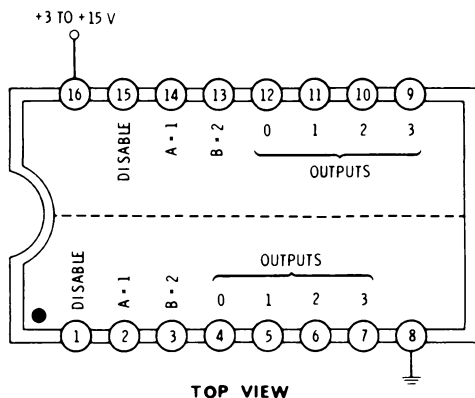 +3 TO +15 V
16 15 14 13 12 11 10 9
DISABLE
A = 1
B = 2
0 1 2 3
OUTPUTS
OUTPUTS
DISABLE
A = 1
B = 2
0 1 2 3
1 2 3 4 5 6 7 8
TOP VIEW